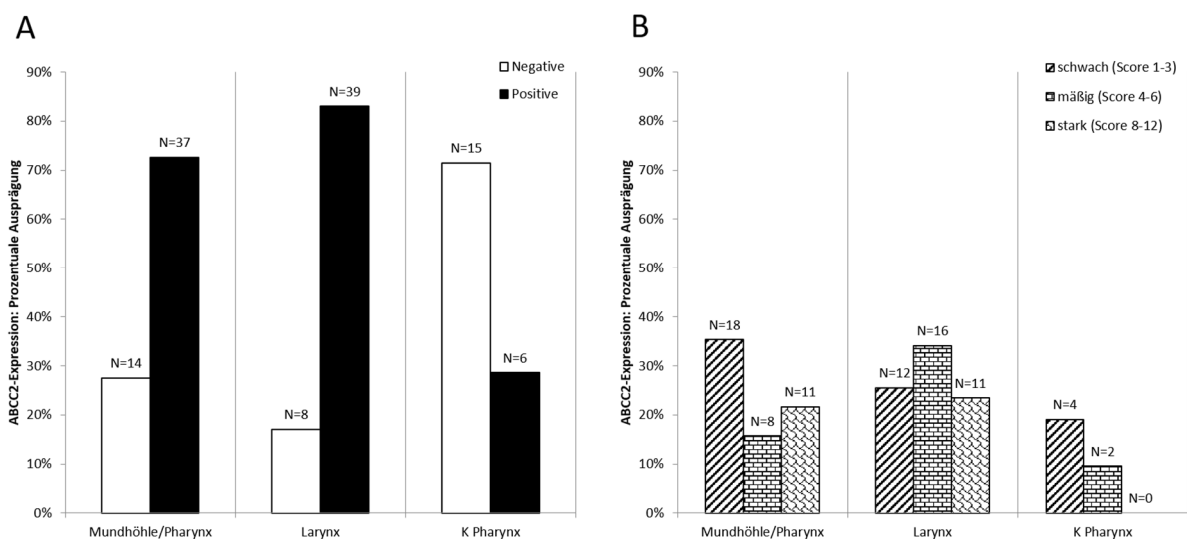 A
ABCC2-Expression: Prozentuale Ausprägung
90%
80%
70%
60%
50%
40%
30%
20%
10%
0%
Negative
Positive
N=14
N=37
N=8
N=39
N=15
N=6
Mundhöhle/Pharynx
Larynx
K Pharynx
B
ABCC2-Expression: Prozentuale Ausprägung
90%
80%
70%
60%
50%
40%
30%
20%
10%
0%
schwach (Score 1-3)
mäßig (Score 4-6)
stark (Score 8-12)
N=18
N=8
N=11
N=12
N=16
N=11
N=4
N=2
N=0
Mundhöhle/Pharynx
Larynx
K Pharynx